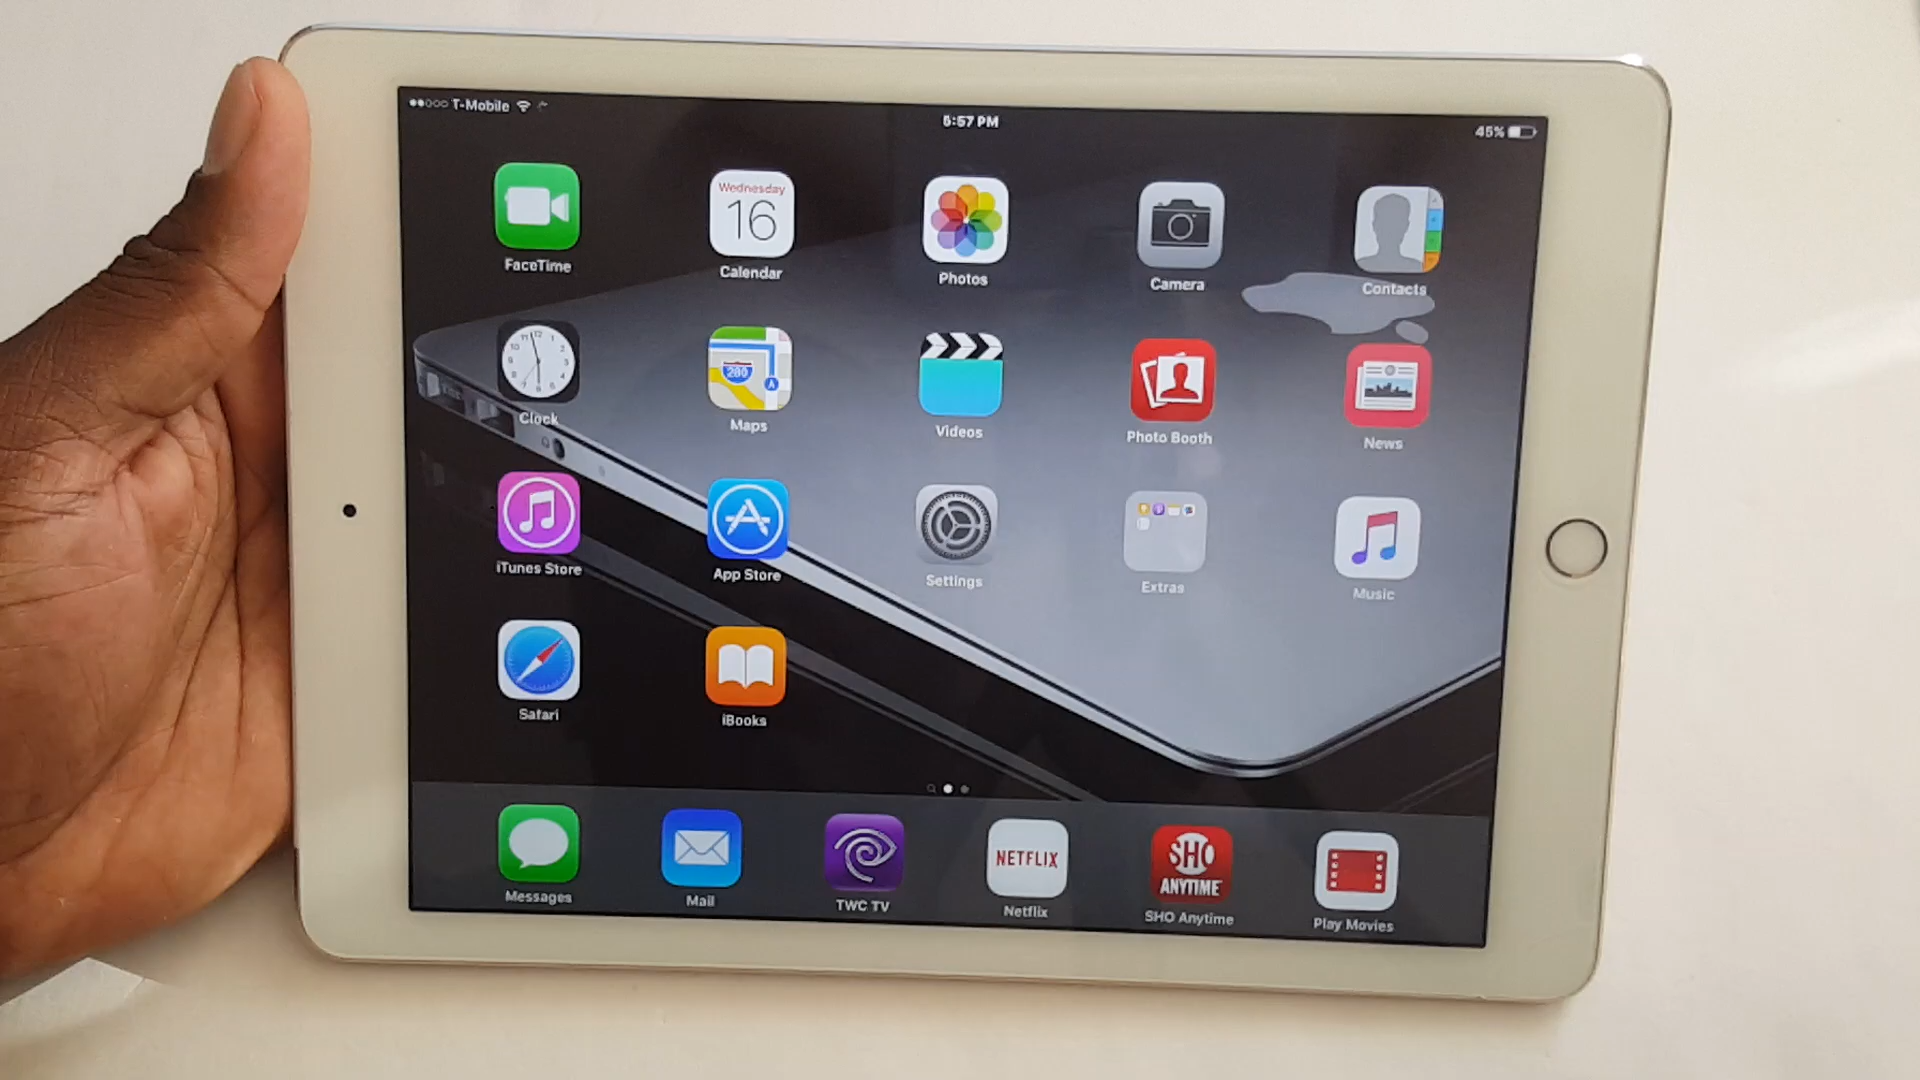 T-Mobile
5:57 PM
45%
FaceTime
Wednesday
16
Calendar
Photos
Camera
Contacts
Clock
280
A
Maps
Videos
Photo Booth
News
iTunes Store
App Store
Settings
Extras
Music
Safari
iBooks
Messages
Mail
TWC TV
NETFLIX
Netflix
SHO
ANYTIME
SHO Anytime
Play Movies